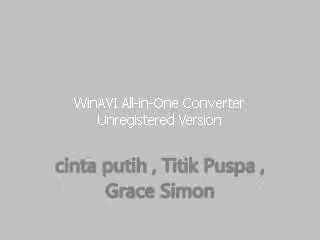 WinAVI All-in-One Converter
Unregistered Version
cinta putih , Titik Puspa ,
Grace Simon